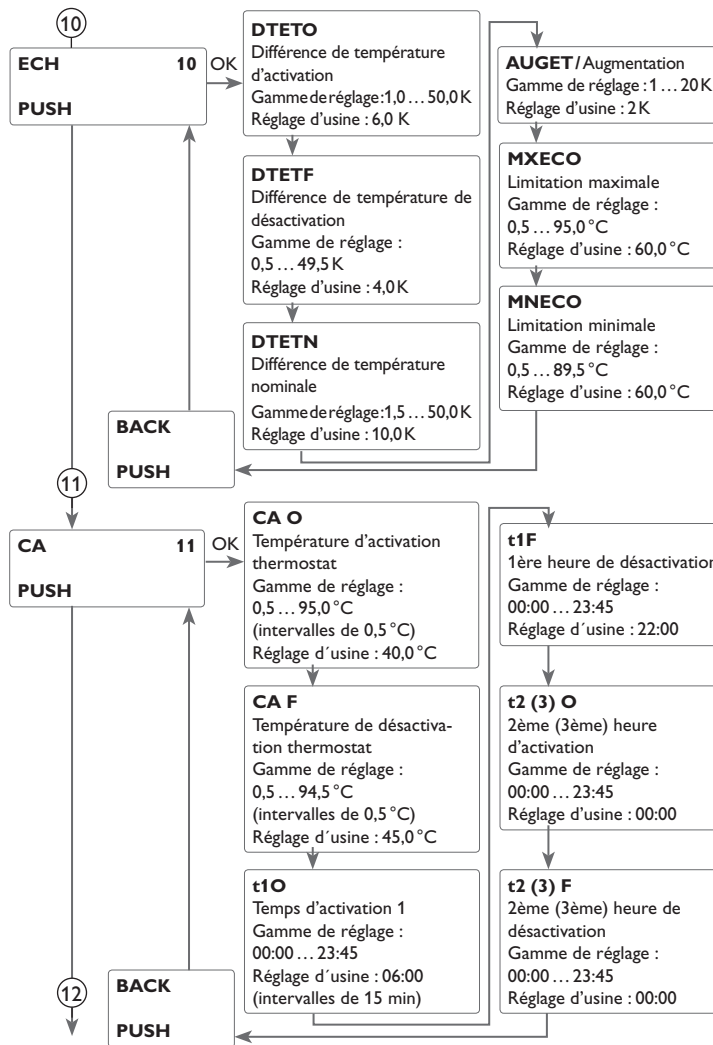 10
ECH 10
PUSH
OK
DTETO
Différence de température
d'activation
Gamme de réglage:1,0 … 50,0 K
Réglage d'usine : 6,0 K
DTETF
Différence de température de
désactivation
Gamme de réglage :
0,5 … 49,5 K
Réglage d'usine : 4,0 K
DTETN
Différence de température
nominale
Gamme de réglage:1,5 … 50,0 K
Réglage d'usine : 10,0 K
AUGET/Augmentation
Gamme de réglage : 1 … 20 K
Réglage d'usine : 2 K
MXECO
Limitation maximale
Gamme de réglage :
0,5 … 95,0 °C
Réglage d'usine : 60,0 °C
MNECO
Limitation minimale
Gamme de réglage :
0,5 … 89,5 °C
Réglage d'usine : 60,0 °C
BACK
PUSH
11
CA 11
PUSH
OK
CA O
Température d'activation
thermostat
Gamme de réglage :
0,5 … 95,0 °C
(intervalles de 0,5 °C)
Réglage d´usine : 40,0 °C
CA F
Température de désactiva-
tion thermostat
Gamme de réglage :
0,5 … 94,5 °C
(intervalles de 0,5 °C)
Réglage d´usine : 45,0 °C
t1O
Temps d'activation 1
Gamme de réglage :
00:00 … 23:45
Réglage d'usine : 06:00
(intervalles de 15 min)
t1F
1ère heure de désactivation
Gamme de réglage :
00:00 … 23:45
Réglage d´usine : 22:00
t2 (3) O
2ème (3ème) heure
d'activation
Gamme de réglage :
00:00 … 23:45
Réglage d'usine : 00:00
t2 (3) F
2ème (3ème) heure de
désactivation
Gamme de réglage :
00:00 … 23:45
Réglage d'usine : 00:00
BACK
PUSH
12